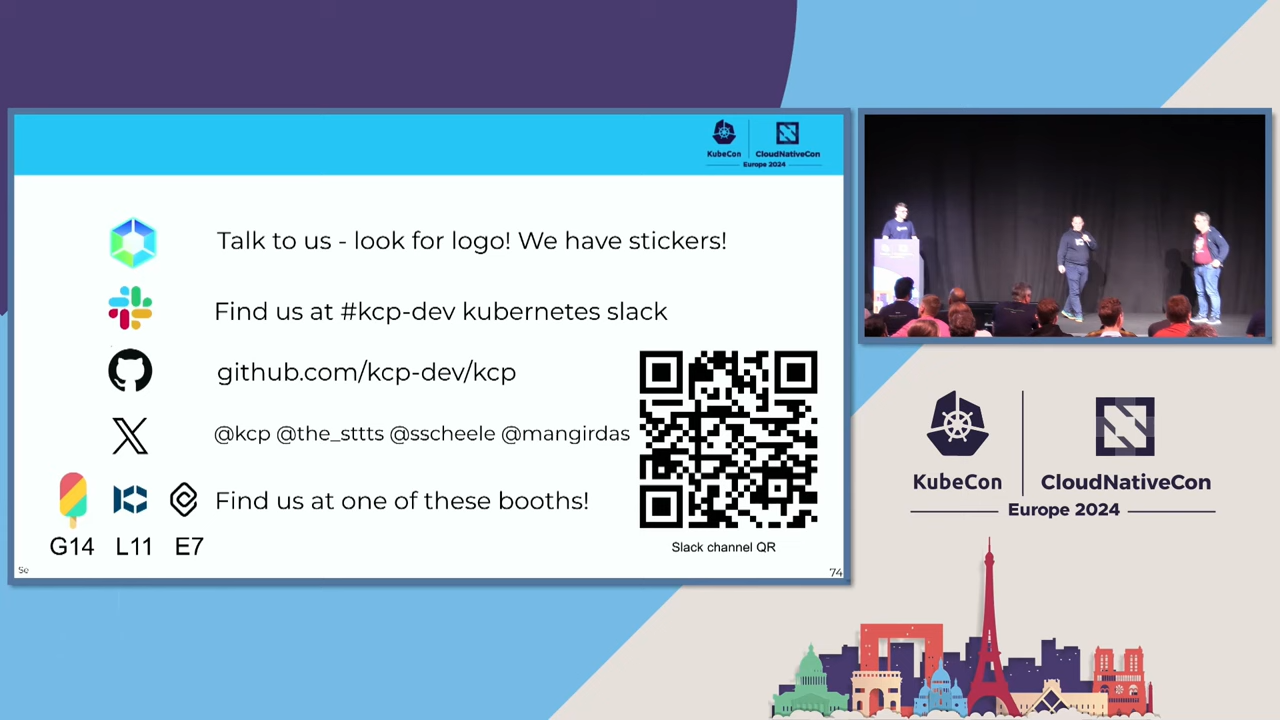 KubeCon
CloudNativeCon
Europe 2024
Talk to us - look for logo! We have stickers!
Find us at #kcp-dev kubernetes slack
github.com/kcp-dev/kcp
@kcp @the_sttts @sscheele @mangirdas
Find us at one of these booths!
G14 L11 E7
Slack channel QR
Se
74
KubeCon
CloudNativeCon
Europe 2024